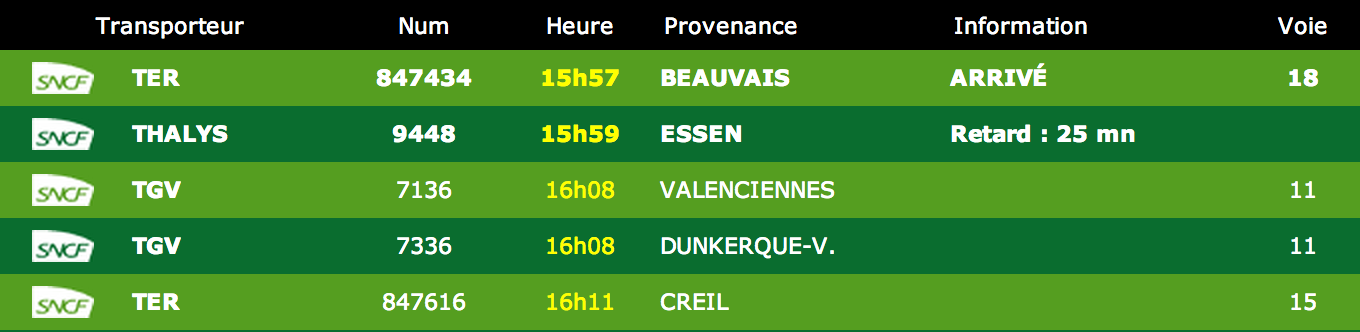 Transporteur Num Heure Provenance Information Voie
SNCF TER 847434 15h57 BEAUVAIS ARRIVÉ 18
SNCF THALYS 9448 15h59 ESSEN Retard : 25 mn
SNCF TGV 7136 16h08 VALENCIENNES 11
SNCF TGV 7336 16h08 DUNKERQUE-V. 11
SNCF TER 847616 16h11 CREIL 15